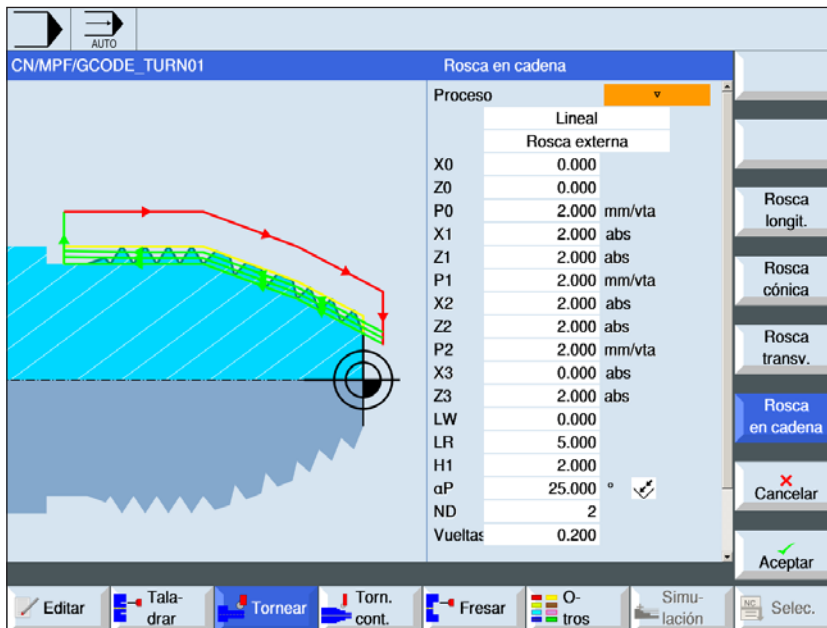 AUTO
CN/MPF/GCODE_TURN01
Rosca en cadena
Proceso ▿
Lineal
Rosca externa
X0 0.000
Z0 0.000
P0 2.000 mm/vta
X1 2.000 abs
Z1 2.000 abs
P1 2.000 mm/vta
X2 2.000 abs
Z2 2.000 abs
P2 2.000 mm/vta
X3 0.000 abs
Z3 2.000 abs
LW 0.000
LR 5.000
H1 2.000
αP 25.000 °
ND 2
Vueltas 0.200
Rosca
longit.
Rosca
cónica
Rosca
transv.
Rosca
en cadena
Cancelar
Aceptar
Editar
Tala-
drar
Tornear
Torn.
cont.
Fresar
O-
tros
Simu-
lación
NC
Selec.